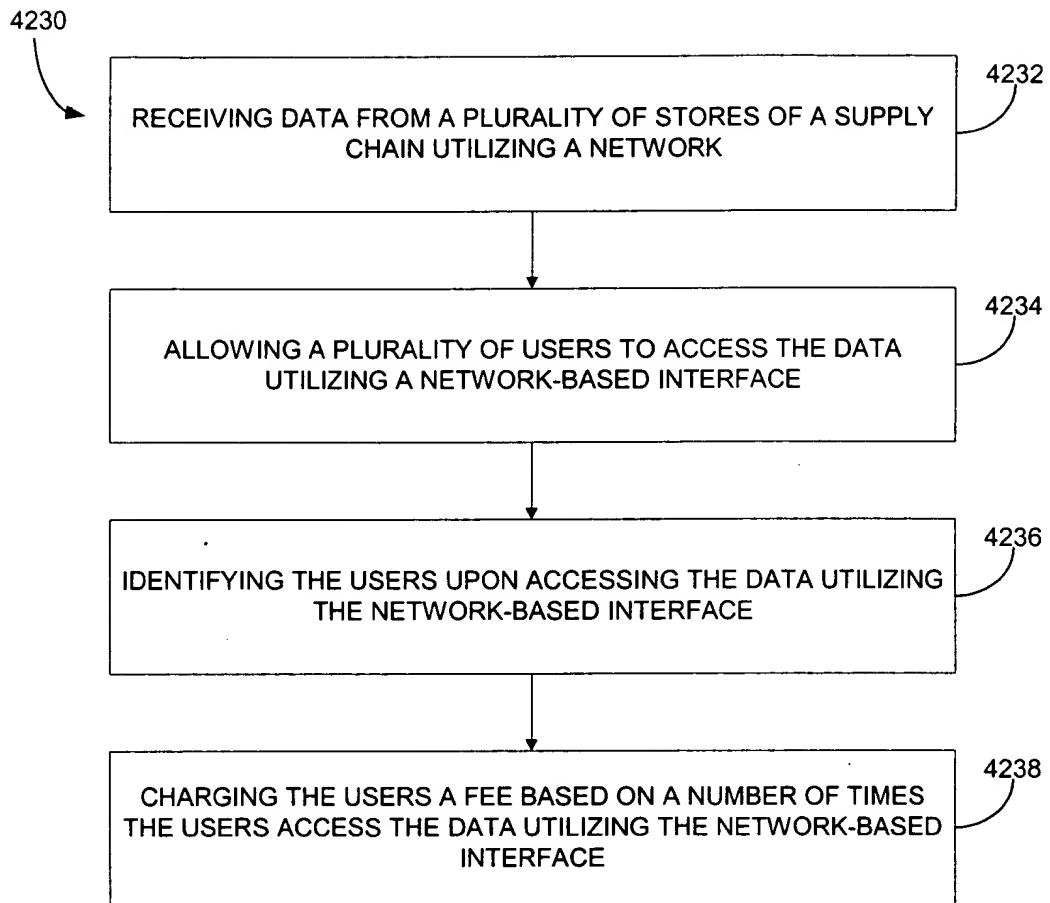 4230
4232
RECEIVING DATA FROM A PLURALITY OF STORES OF A SUPPLY
CHAIN UTILIZING A NETWORK
4234
ALLOWING A PLURALITY OF USERS TO ACCESS THE DATA
UTILIZING A NETWORK-BASED INTERFACE
4236
IDENTIFYING THE USERS UPON ACCESSING THE DATA UTILIZING
THE NETWORK-BASED INTERFACE
4238
CHARGING THE USERS A FEE BASED ON A NUMBER OF TIMES
THE USERS ACCESS THE DATA UTILIZING THE NETWORK-BASED
INTERFACE